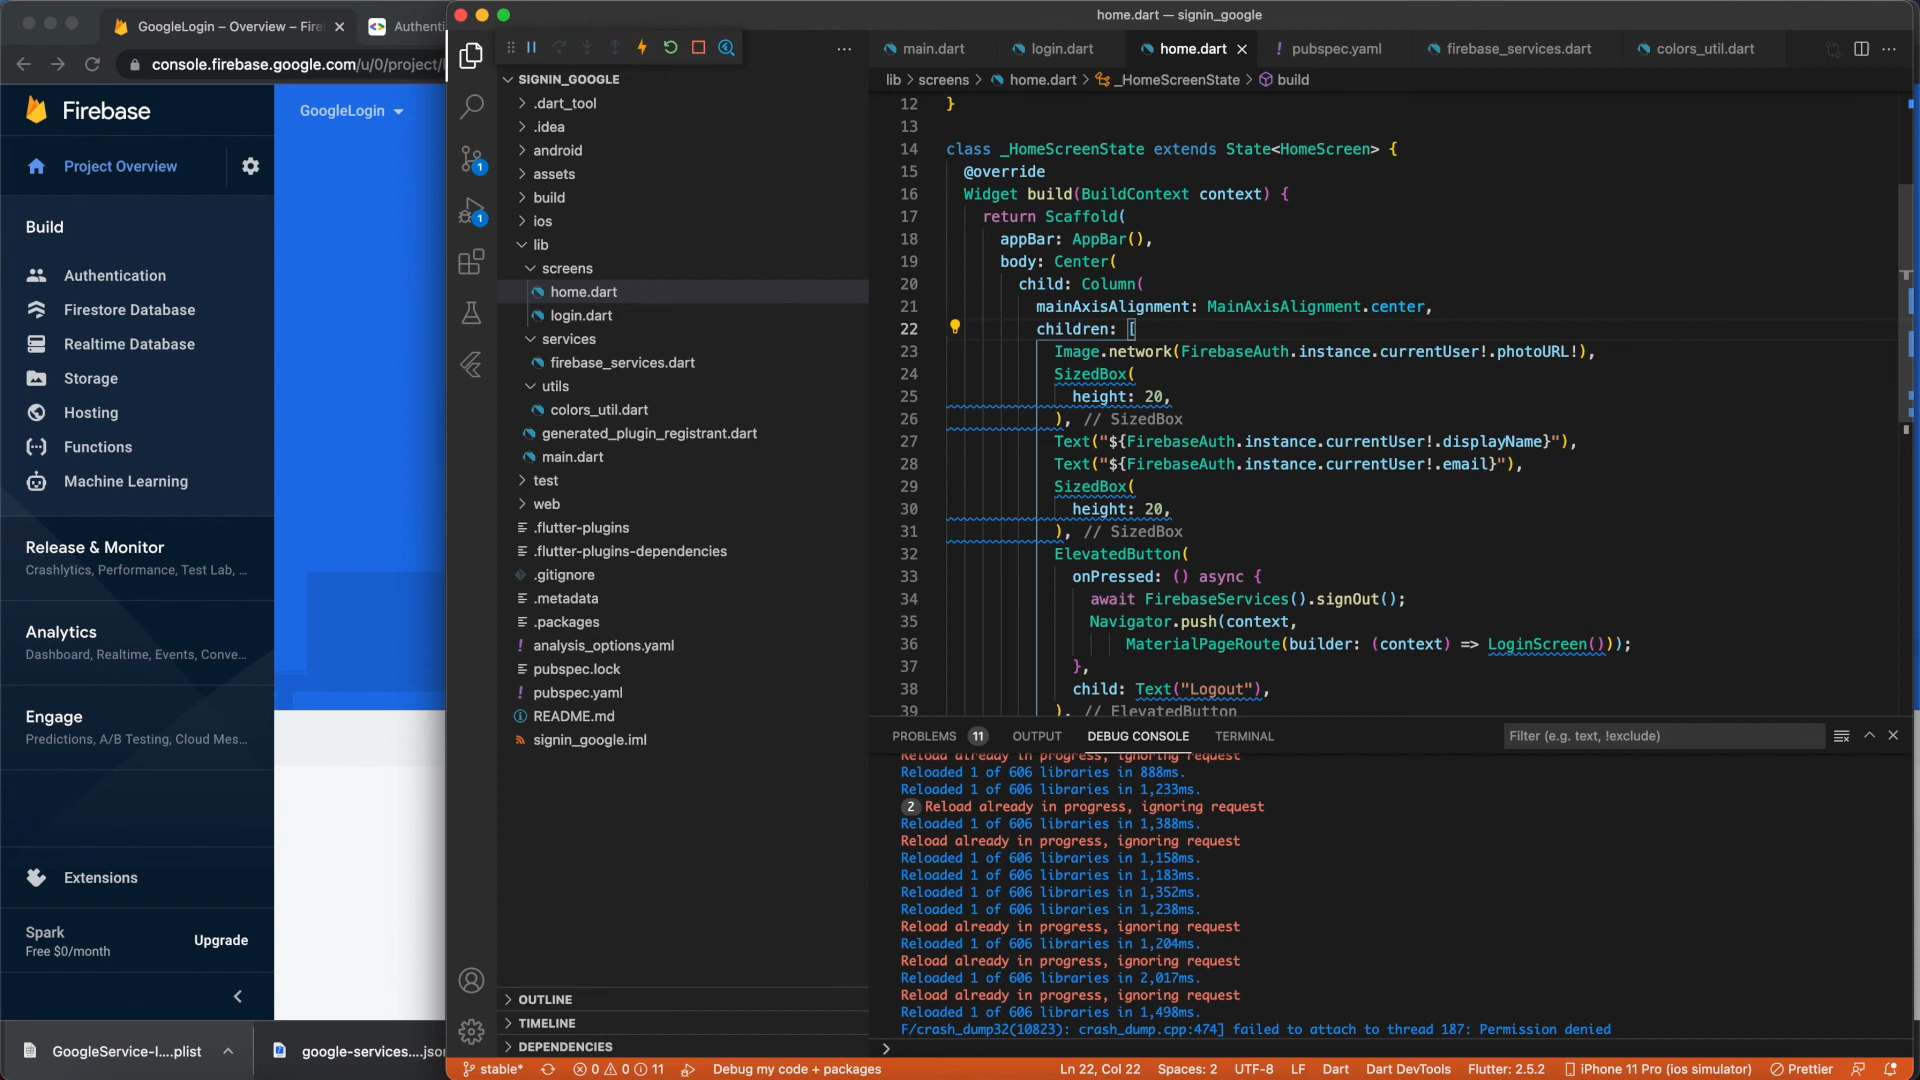 GoogleLogin – Overview – Fire
Authenti
console.firebase.google.com/u/0/project/
Firebase
Project Overview
Build
Authentication
Firestore Database
Realtime Database
Storage
Hosting
Functions
Machine Learning
Release & Monitor
Crashlytics, Performance, Test Lab, ...
Analytics
Dashboard, Realtime, Events, Conve...
Engage
Predictions, A/B Testing, Cloud Mes...
Extensions
Spark
Free $0/month
Upgrade
GoogleLogin
GoogleService-I....plist
google-services....json
home.dart — signin_google
SIGNIN_GOOGLE
.dart_tool
.idea
android
assets
build
ios
lib
screens
home.dart
login.dart
services
firebase_services.dart
utils
colors_util.dart
generated_plugin_registrant.dart
main.dart
test
web
.flutter-plugins
.flutter-plugins-dependencies
.gitignore
.metadata
.packages
analysis_options.yaml
pubspec.lock
pubspec.yaml
README.md
signin_google.iml
OUTLINE
TIMELINE
DEPENDENCIES
1
1
main.dart login.dart home.dart pubspec.yaml firebase_services.dart colors_util.dart
lib > screens > home.dart > _HomeScreenState > build
12 }
13
14 class _HomeScreenState extends State<HomeScreen> {
15 @override
16 Widget build(BuildContext context) {
17 return Scaffold(
18 appBar: AppBar(),
19 body: Center(
20 child: Column(
21 mainAxisAlignment: MainAxisAlignment.center,
22 children: [
23 Image.network(FirebaseAuth.instance.currentUser!.photoURL!),
24 SizedBox(
25 height: 20,
26 ), // SizedBox
27 Text("${FirebaseAuth.instance.currentUser!.displayName}"),
28 Text("${FirebaseAuth.instance.currentUser!.email}"),
29 SizedBox(
30 height: 20,
31 ), // SizedBox
32 ElevatedButton(
33 onPressed: () async {
34 await FirebaseServices().signOut();
35 Navigator.push(context,
36 MaterialPageRoute(builder: (context) => LoginScreen()));
37 },
38 child: Text("Logout"),
39 ), // ElevatedButton
PROBLEMS 11 OUTPUT DEBUG CONSOLE TERMINAL Filter (e.g. text, !exclude)
Reload already in progress, ignoring request
Reloaded 1 of 606 libraries in 888ms.
Reloaded 1 of 606 libraries in 1,233ms.
2 Reload already in progress, ignoring request
Reloaded 1 of 606 libraries in 1,388ms.
Reload already in progress, ignoring request
Reloaded 1 of 606 libraries in 1,158ms.
Reloaded 1 of 606 libraries in 1,183ms.
Reloaded 1 of 606 libraries in 1,352ms.
Reloaded 1 of 606 libraries in 1,238ms.
Reload already in progress, ignoring request
Reloaded 1 of 606 libraries in 1,204ms.
Reload already in progress, ignoring request
Reloaded 1 of 606 libraries in 2,017ms.
Reload already in progress, ignoring request
Reloaded 1 of 606 libraries in 1,498ms.
F/crash_dump32(10823): crash_dump.cpp:474] failed to attach to thread 187: Permission denied
stable* 0 0 11 Debug my code + packages Ln 22, Col 22 Spaces: 2 UTF-8 LF Dart Dart DevTools Flutter: 2.5.2 iPhone 11 Pro (ios simulator) Prettier